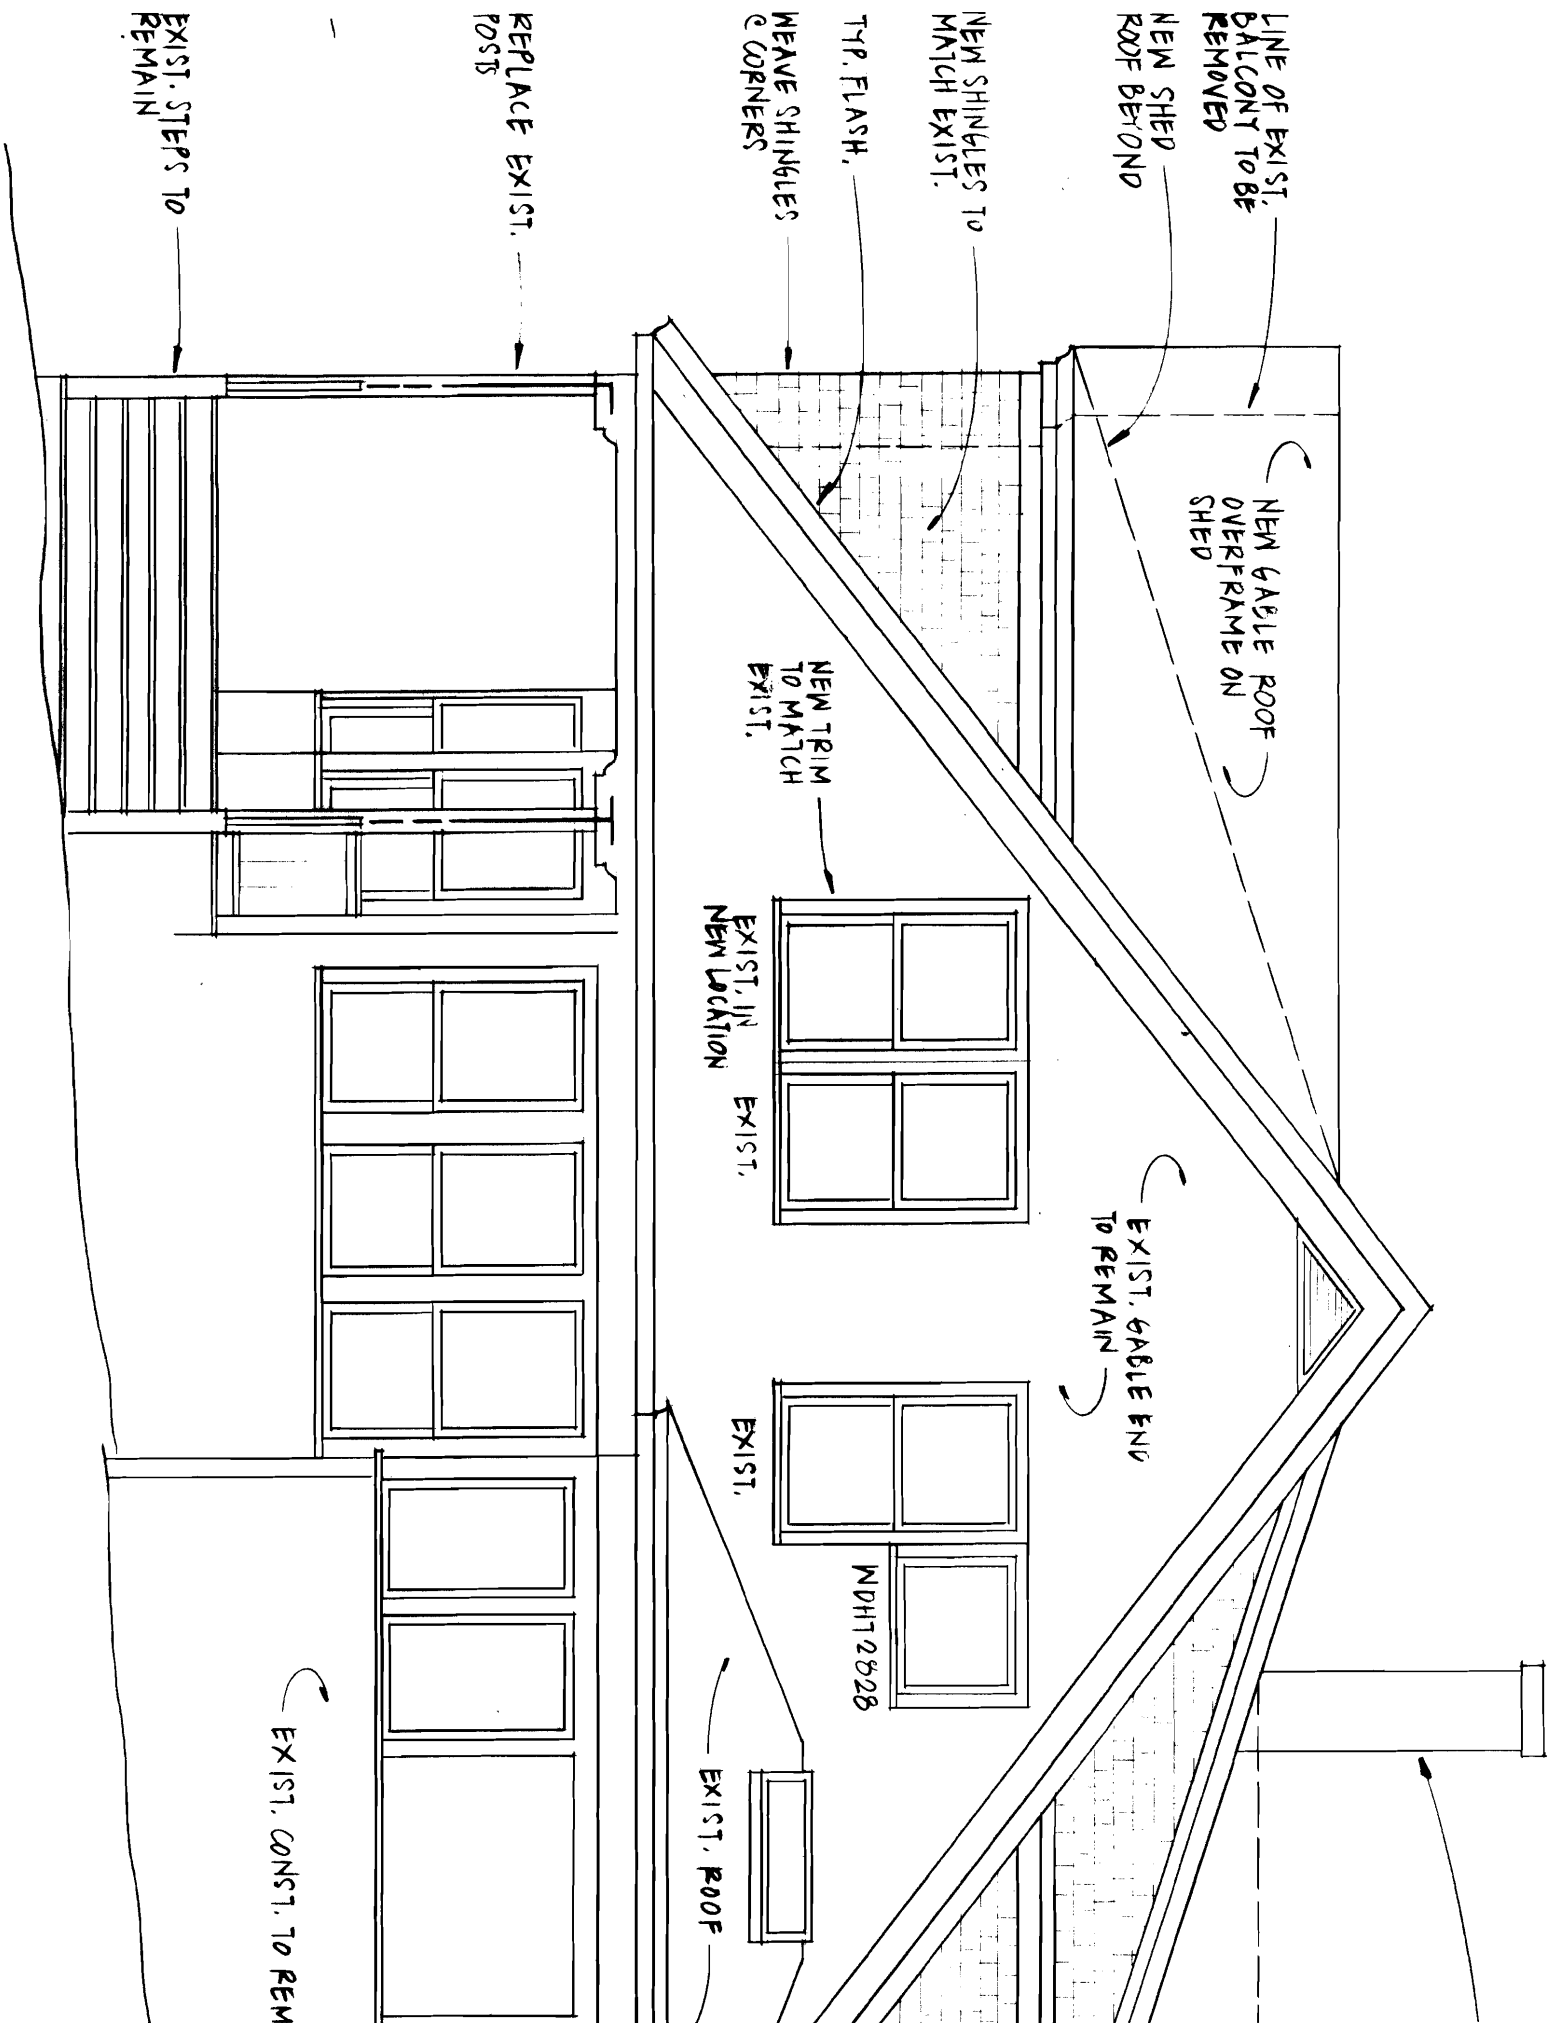 LINE OF EXIST.
BALCONY TO BE
REMOVED
NEW SHED
ROOF BEYOND
NEW SHINGLES TO
MATCH EXIST.
TYP. FLASH.
WEAVE SHINGLES
@ CORNERS
REPLACE EXIST.
POSTS
EXIST. STEPS TO
REMAIN
NEW GABLE ROOF
OVERFRAME ON
SHED
NEW TRIM
TO MATCH
EXIST.
EXIST. IN
NEW LOCATION
EXIST.
EXIST. GABLE END
TO REMAIN
EXIST.
WDHT 2828
EXIST. ROOF
EXIST. CONST. TO REM